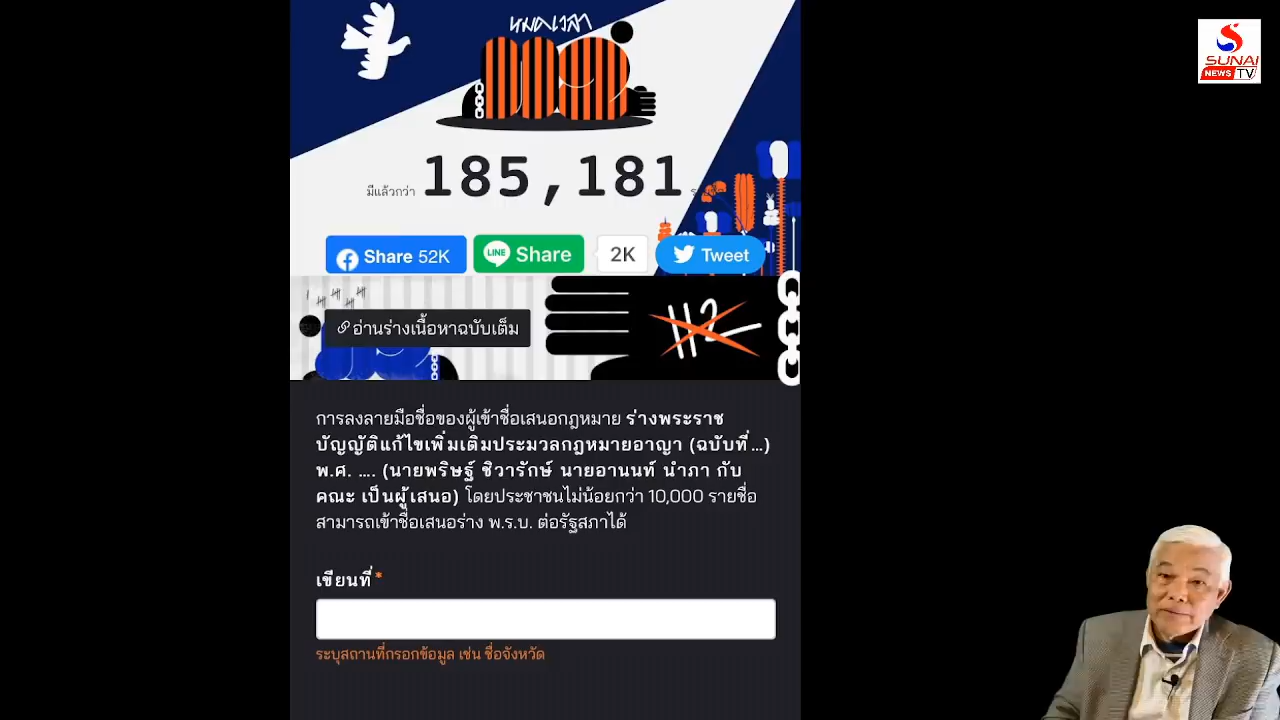 หมดเวลา
SUNAI
NEWS TV
มีแล้วกว่า 185,181
Share 52K
LINE Share
2K
Tweet
อ่านร่างเนื้อหาฉบับเต็ม
112
การลงลายมือชื่อของผู้เข้าชื่อเสนอกฎหมาย ร่างพระราช
บัญญัติแก้ไขเพิ่มเติมประมวลกฎหมายอาญา (ฉบับที่ ...)
พ.ศ. .... (นายพริษฐ์ ชิวารักษ์ นายอานนท์ นำภา กับ
คณะ เป็นผู้เสนอ) โดยประชาชนไม่น้อยกว่า 10,000 รายชื่อ
สามารถเข้าชื่อเสนอร่าง พ.ร.บ. ต่อรัฐสภาได้
เขียนที่ *
ระบุสถานที่กรอกข้อมูล เช่น ชื่อจังหวัด